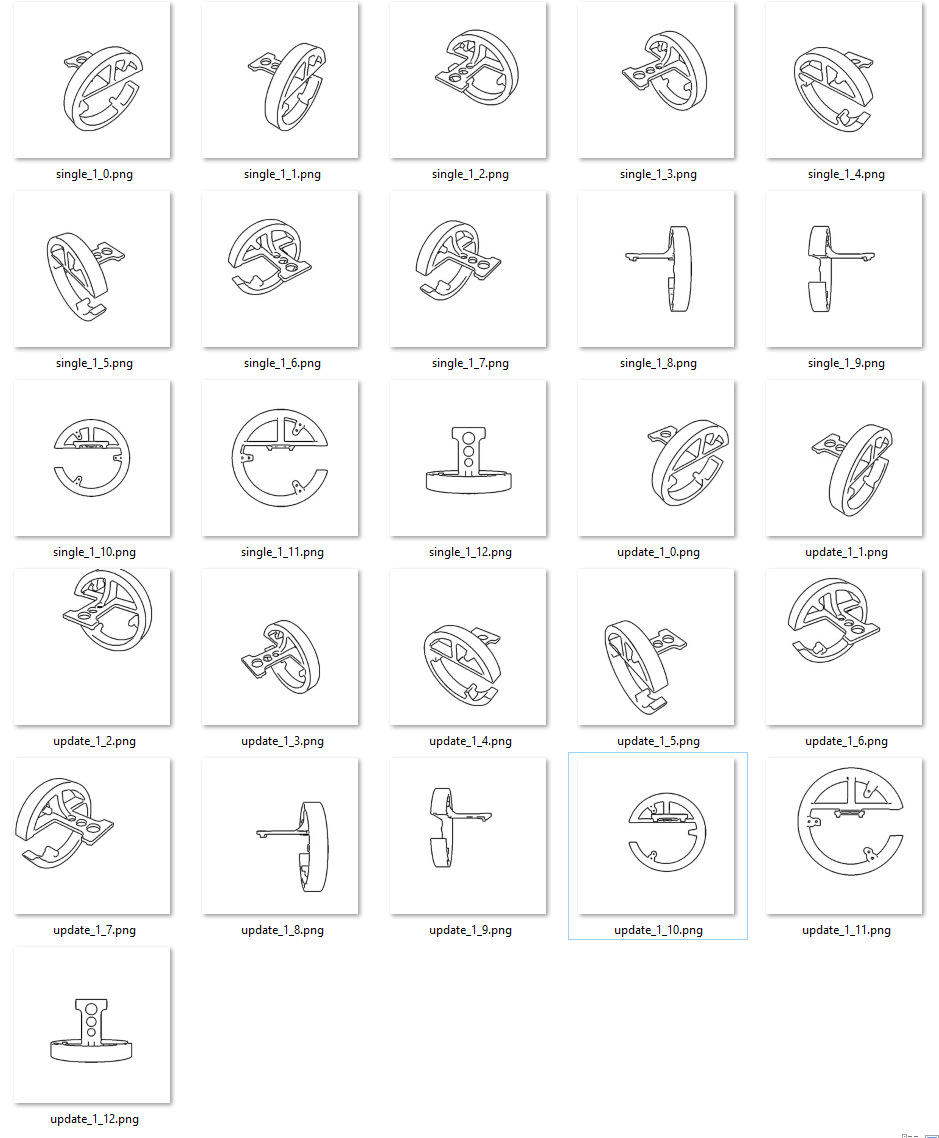 single_1_0.png single_1_1.png single_1_2.png single_1_3.png single_1_4.png
single_1_5.png single_1_6.png single_1_7.png single_1_8.png single_1_9.png
single_1_10.png single_1_11.png single_1_12.png update_1_0.png update_1_1.png
update_1_2.png update_1_3.png update_1_4.png update_1_5.png update_1_6.png
update_1_7.png update_1_8.png update_1_9.png update_1_10.png update_1_11.png
update_1_12.png